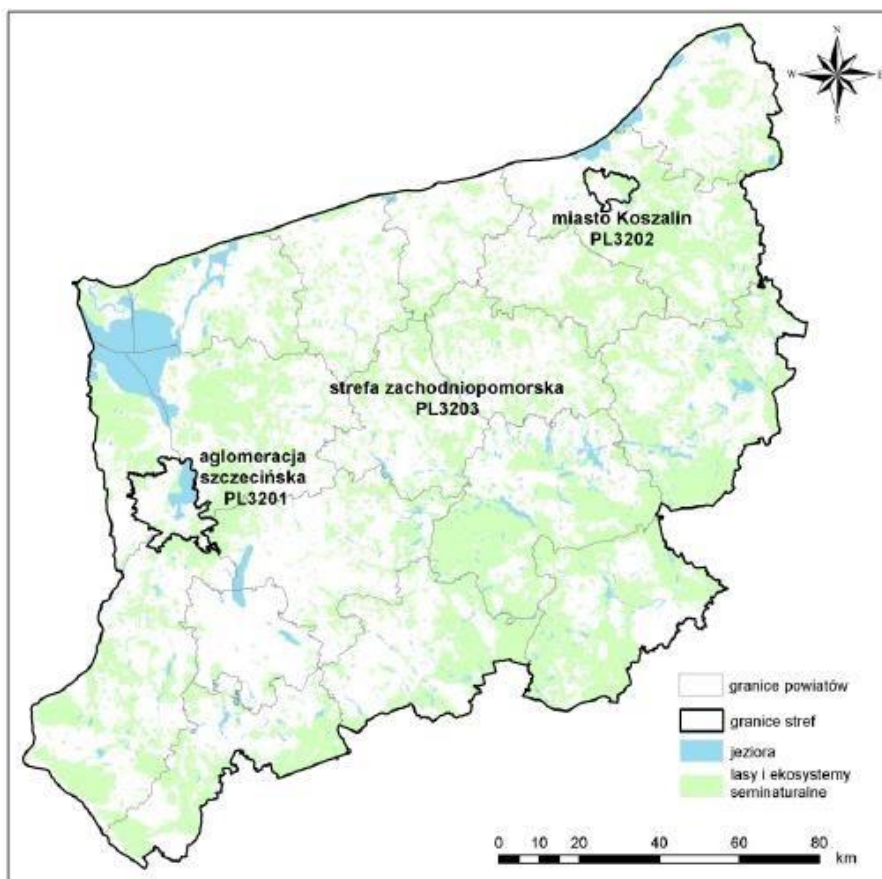 N
W
E
S
miasto Koszalin
PL3202
strefa zachodniopomorska
PL3203
aglomeracja
szczecińska
PL3201
granice powiatów
granice stref
jeziora
lasy i ekosystemy
seminaturalne
0 20 40 60 80
km